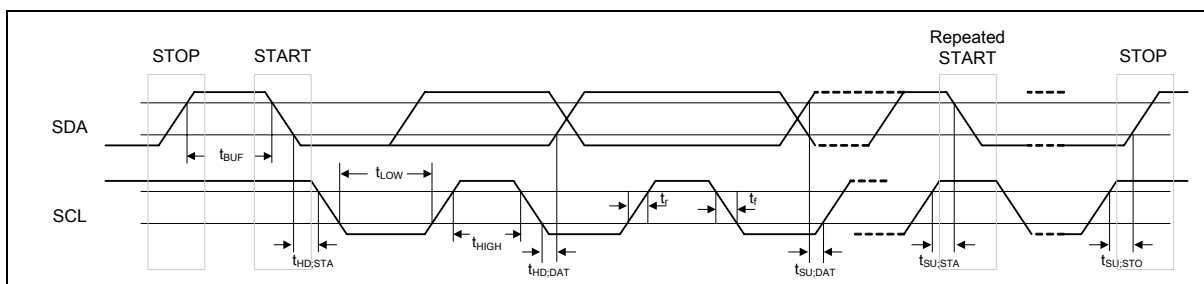 STOP
START
Repeated
START
STOP
SDA
tBUF
tLOW
SCL
tr
tf
tHIGH
tHD;STA
tHD;DAT
tSU;DAT
tSU;STA
tSU;STO